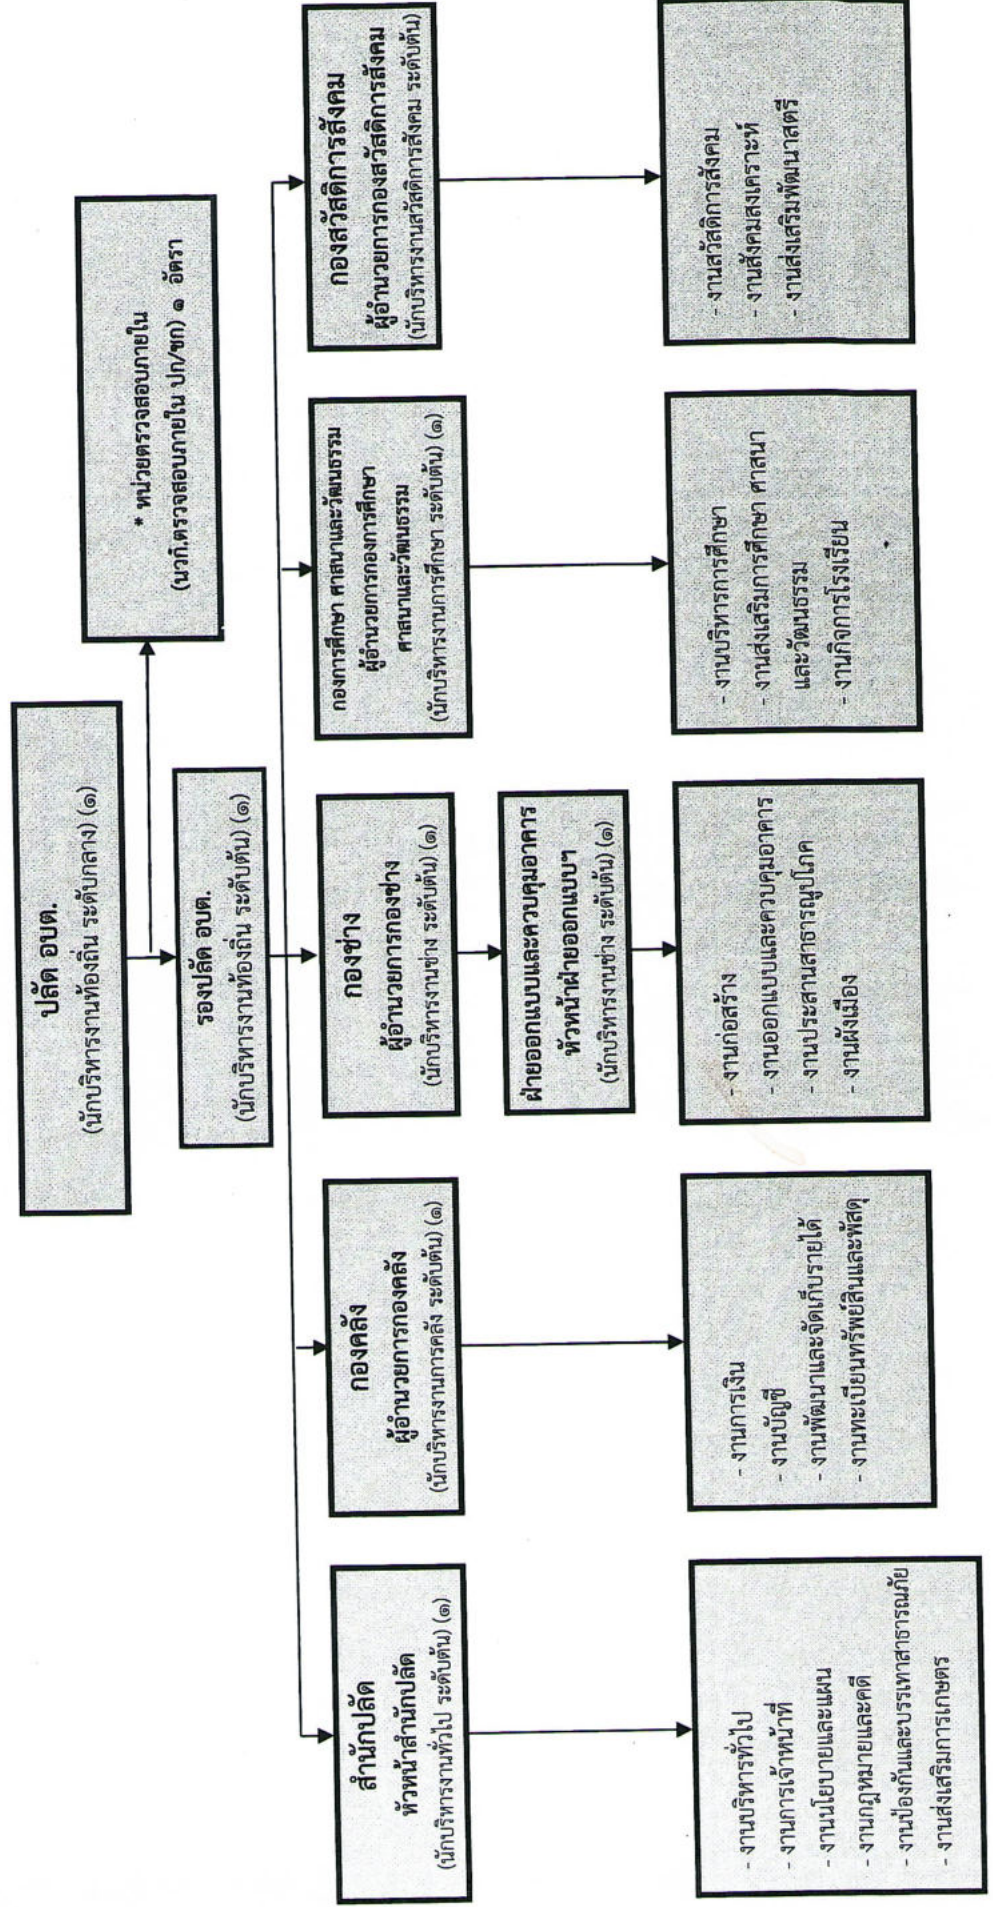 ปลัด อบต.
(นักบริหารงานท้องถิ่น ระดับกลาง) (๑)
* หน่วยตรวจสอบภายใน
(นวก.ตรวจสอบภายใน ปก/ชก) ๑ อัตรา
รองปลัด อบต.
(นักบริหารงานท้องถิ่น ระดับต้น) (๑)
สำนักปลัด
หัวหน้าสำนักปลัด
(นักบริหารงานทั่วไป ระดับต้น) (๑)
กองคลัง
ผู้อำนวยการกองคลัง
(นักบริหารงานการคลัง ระดับต้น) (๑)
กองช่าง
ผู้อำนวยการกองช่าง
(นักบริหารงานช่าง ระดับต้น) (๑)
กองการศึกษา ศาสนาและวัฒนธรรม
ผู้อำนวยการกองการศึกษา
ศาสนาและวัฒนธรรม
(นักบริหารงานการศึกษา ระดับต้น) (๑)
กองสวัสดิการสังคม
ผู้อำนวยการกองสวัสดิการสังคม
(นักบริหารงานสวัสดิการสังคม ระดับต้น)
ฝ่ายออกแบบและควบคุมอาคาร
หัวหน้าฝ่ายออกแบบฯ
(นักบริหารงานช่าง ระดับต้น) (๑)
- งานบริหารทั่วไป
- งานการเจ้าหน้าที่
- งานนโยบายและแผน
- งานกฎหมายและคดี
- งานป้องกันและบรรเทาสาธารณภัย
- งานส่งเสริมการเกษตร
- งานการเงิน
- งานบัญชี
- งานพัฒนาและจัดเก็บรายได้
- งานทะเบียนทรัพย์สินและพัสดุ
- งานก่อสร้าง
- งานออกแบบและควบคุมอาคาร
- งานประสานสาธารณูปโภค
- งานผังเมือง
- งานบริหารการศึกษา
- งานส่งเสริมการศึกษา ศาสนา
และวัฒนธรรม
- งานกิจการโรงเรียน
- งานสวัสดิการสังคม
- งานสังคมสงเคราะห์
- งานส่งเสริมพัฒนาสตรี